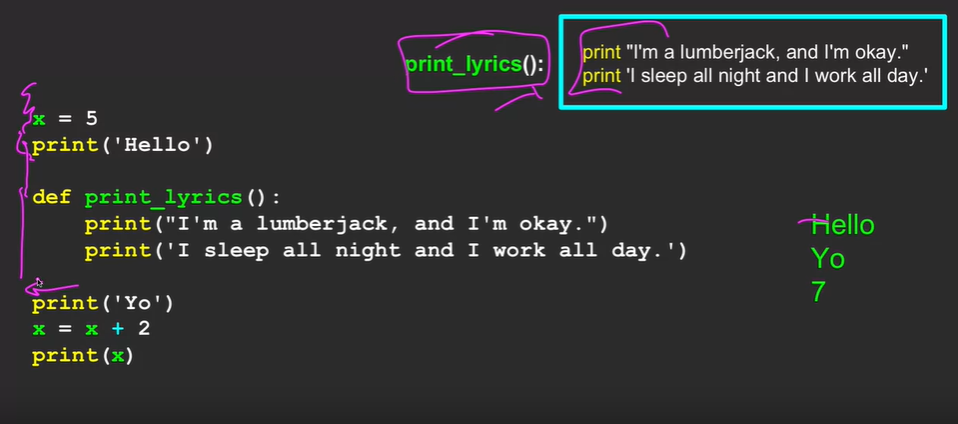 print_lyrics():
print "I'm a lumberjack, and I'm okay."
print 'I sleep all night and I work all day.'
x = 5
print('Hello')
def print_lyrics():
    print("I'm a lumberjack, and I'm okay.")
    print('I sleep all night and I work all day.')
print('Yo')
x = x + 2
print(x)
Hello
Yo
7